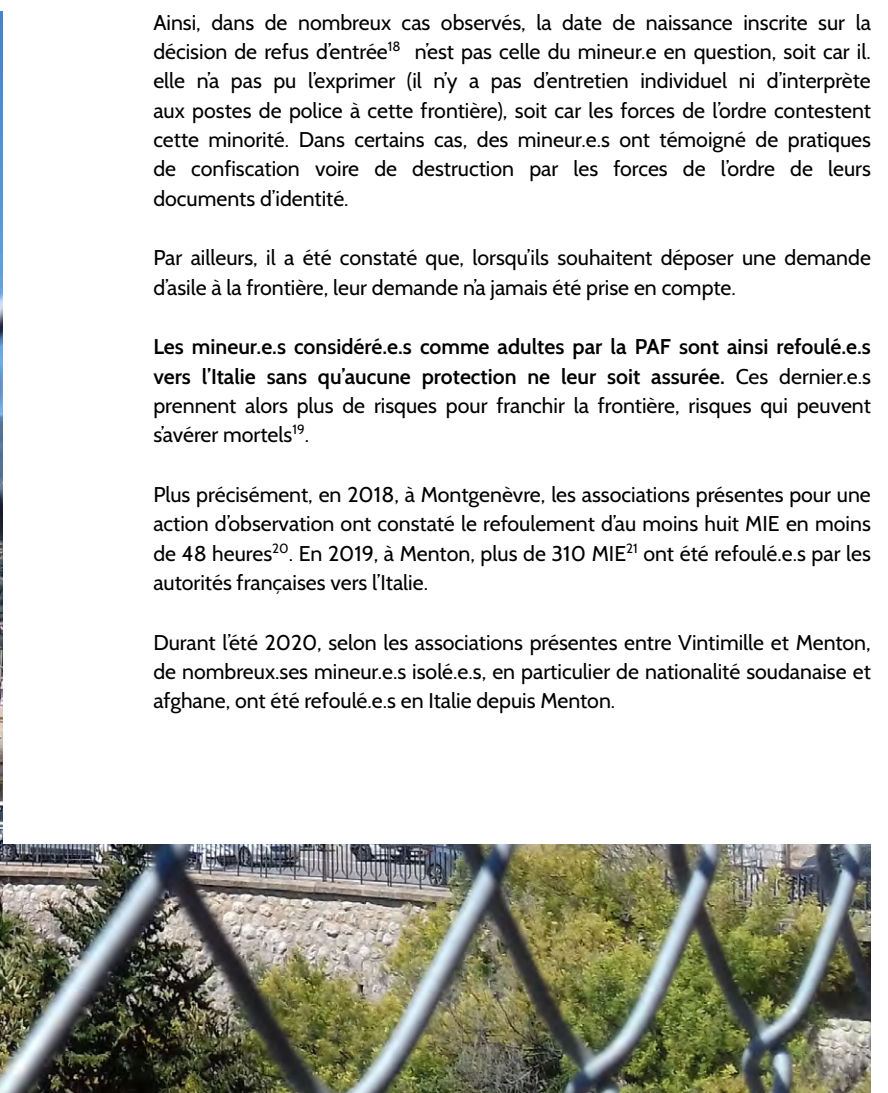 Ainsi, dans de nombreux cas observés, la date de naissance inscrite sur la
décision de refus d'entrée¹⁸ n'est pas celle du mineur.e en question, soit car il.
elle n'a pas pu l'exprimer (il n'y a pas d'entretien individuel ni d'interprète
aux postes de police à cette frontière), soit car les forces de l'ordre contestent
cette minorité. Dans certains cas, des mineur.e.s ont témoigné de pratiques
de confiscation voire de destruction par les forces de l'ordre de leurs
documents d'identité.
Par ailleurs, il a été constaté que, lorsqu'ils souhaitent déposer une demande
d'asile à la frontière, leur demande n'a jamais été prise en compte.
Les mineur.e.s considéré.e.s comme adultes par la PAF sont ainsi refoulé.e.s
vers l'Italie sans qu'aucune protection ne leur soit assurée. Ces dernier.e.s
prennent alors plus de risques pour franchir la frontière, risques qui peuvent
s'avérer mortels¹⁹.
Plus précisément, en 2018, à Montgenèvre, les associations présentes pour une
action d'observation ont constaté le refoulement d'au moins huit MIE en moins
de 48 heures²⁰. En 2019, à Menton, plus de 310 MIE²¹ ont été refoulé.e.s par les
autorités françaises vers l'Italie.
Durant l'été 2020, selon les associations présentes entre Vintimille et Menton,
de nombreux.ses mineur.e.s isolé.e.s, en particulier de nationalité soudanaise et
afghane, ont été refoulé.e.s en Italie depuis Menton.